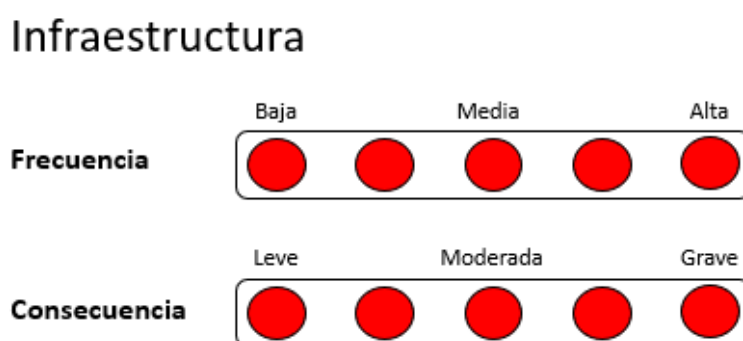 Infraestructura
Baja Media Alta
Frecuencia
Leve Moderada Grave
Consecuencia